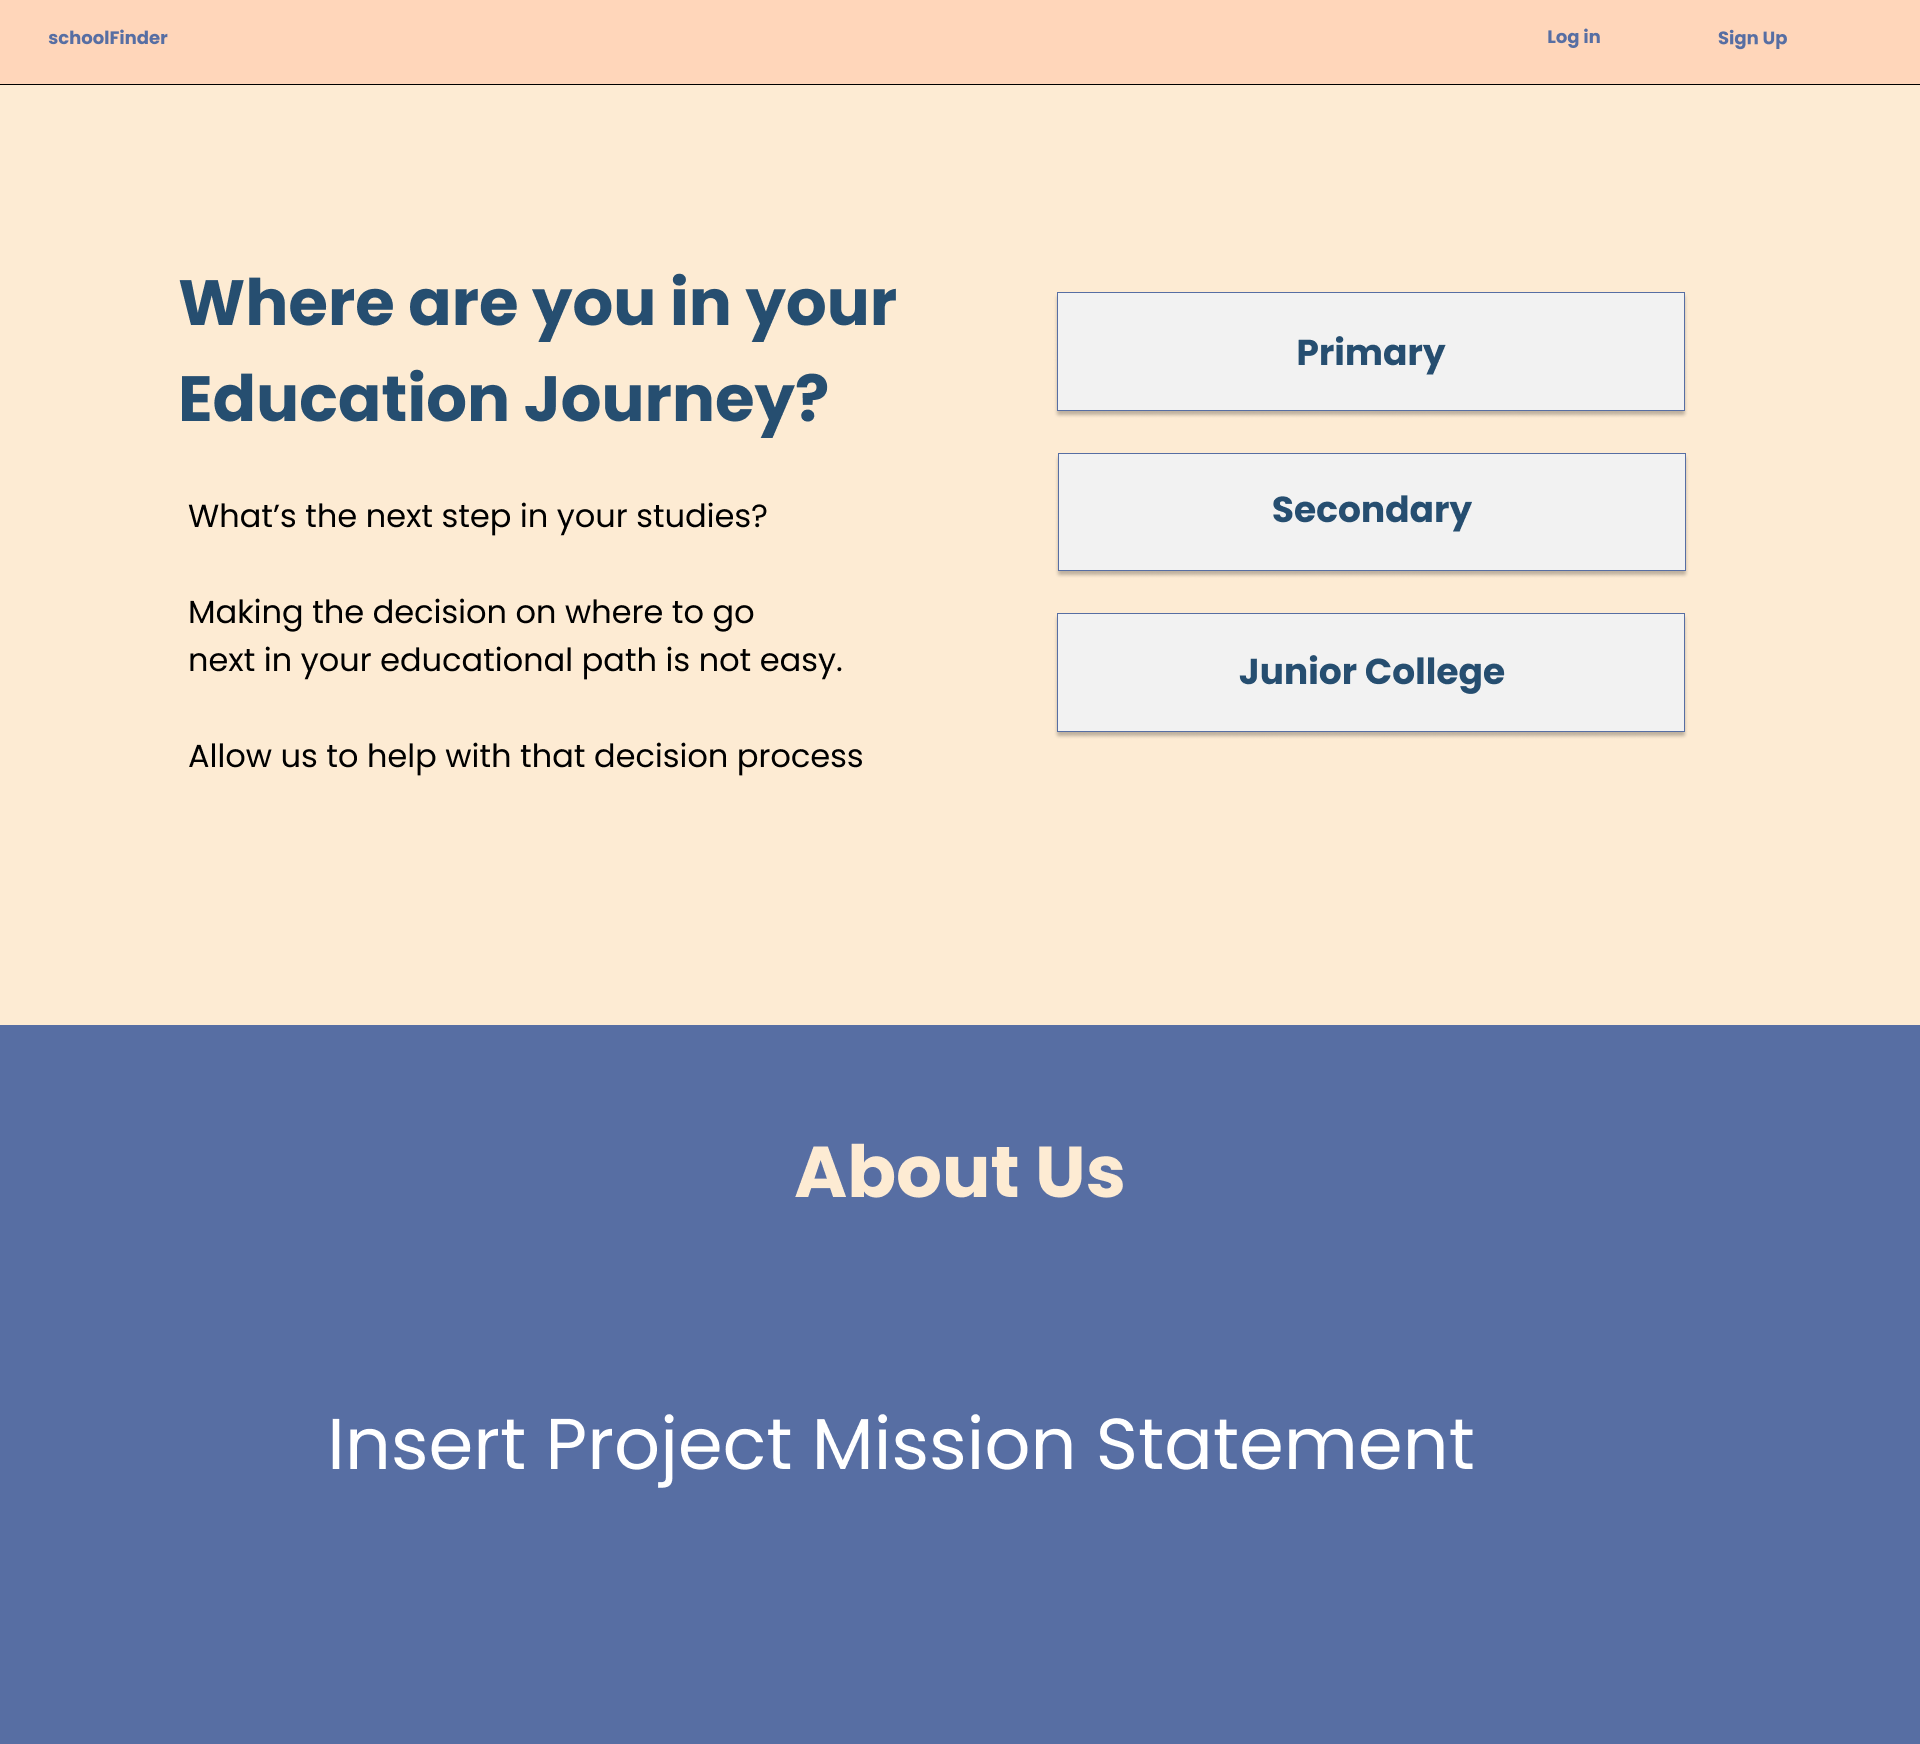 schoolFinder
Log in
Sign Up
Where are you in your
Education Journey?
What’s the next step in your studies?
Making the decision on where to go
next in your educational path is not easy.
Allow us to help with that decision process
Primary
Secondary
Junior College
About Us
Insert Project Mission Statement